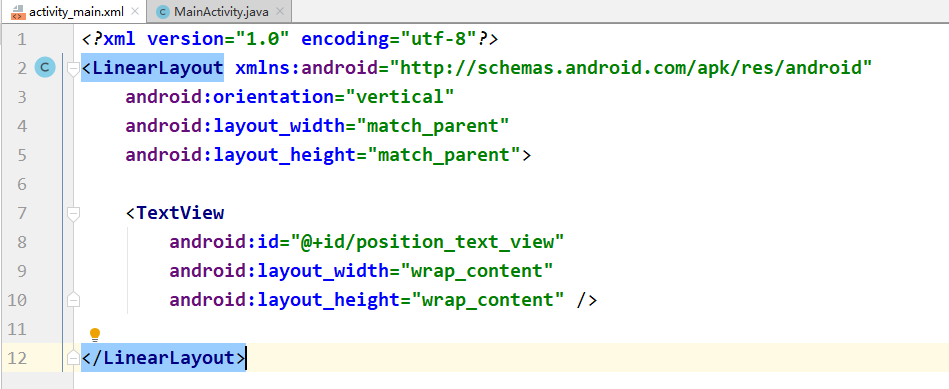 activity_main.xml MainActivity.java
1 <?xml version="1.0" encoding="utf-8"?>
2 C <LinearLayout xmlns:android="http://schemas.android.com/apk/res/android"
3 android:orientation="vertical"
4 android:layout_width="match_parent"
5 android:layout_height="match_parent">
6
7 <TextView
8 android:id="@+id/position_text_view"
9 android:layout_width="wrap_content"
10 android:layout_height="wrap_content" />
11
12 </LinearLayout>